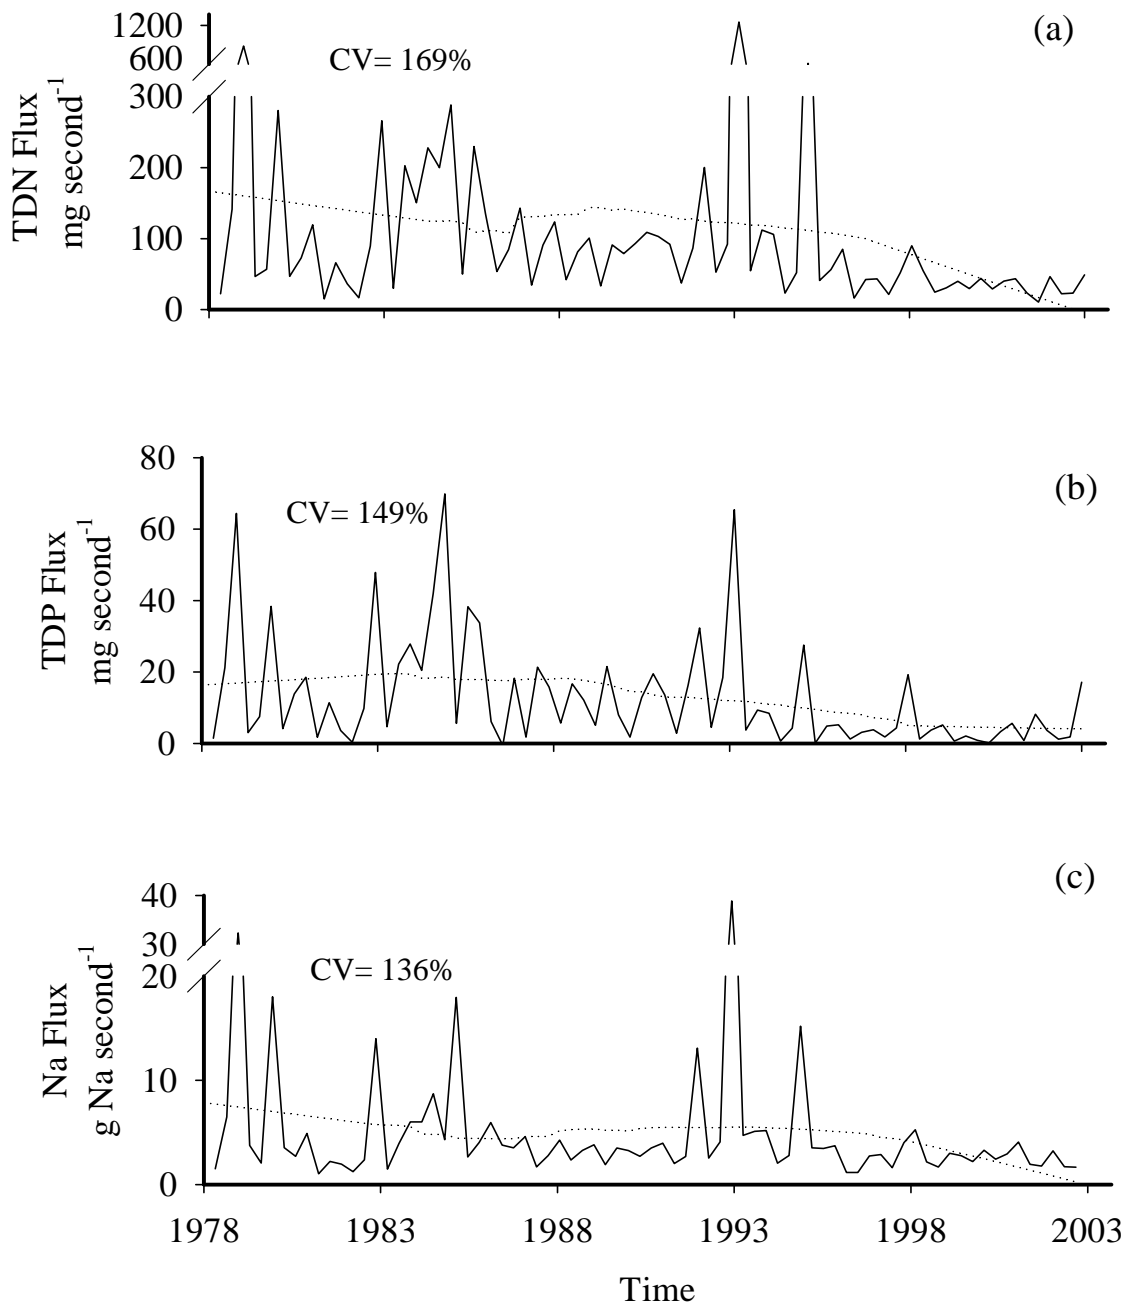 1200
(a)
600
CV= 169%
300
200
100
0
TDN Flux
mg second-1
80
(b)
CV= 149%
60
40
20
0
TDP Flux
mg second-1
40
(c)
30
CV= 136%
20
10
0
Na Flux
g Na second-1
1978 1983 1988 1993 1998 2003
Time